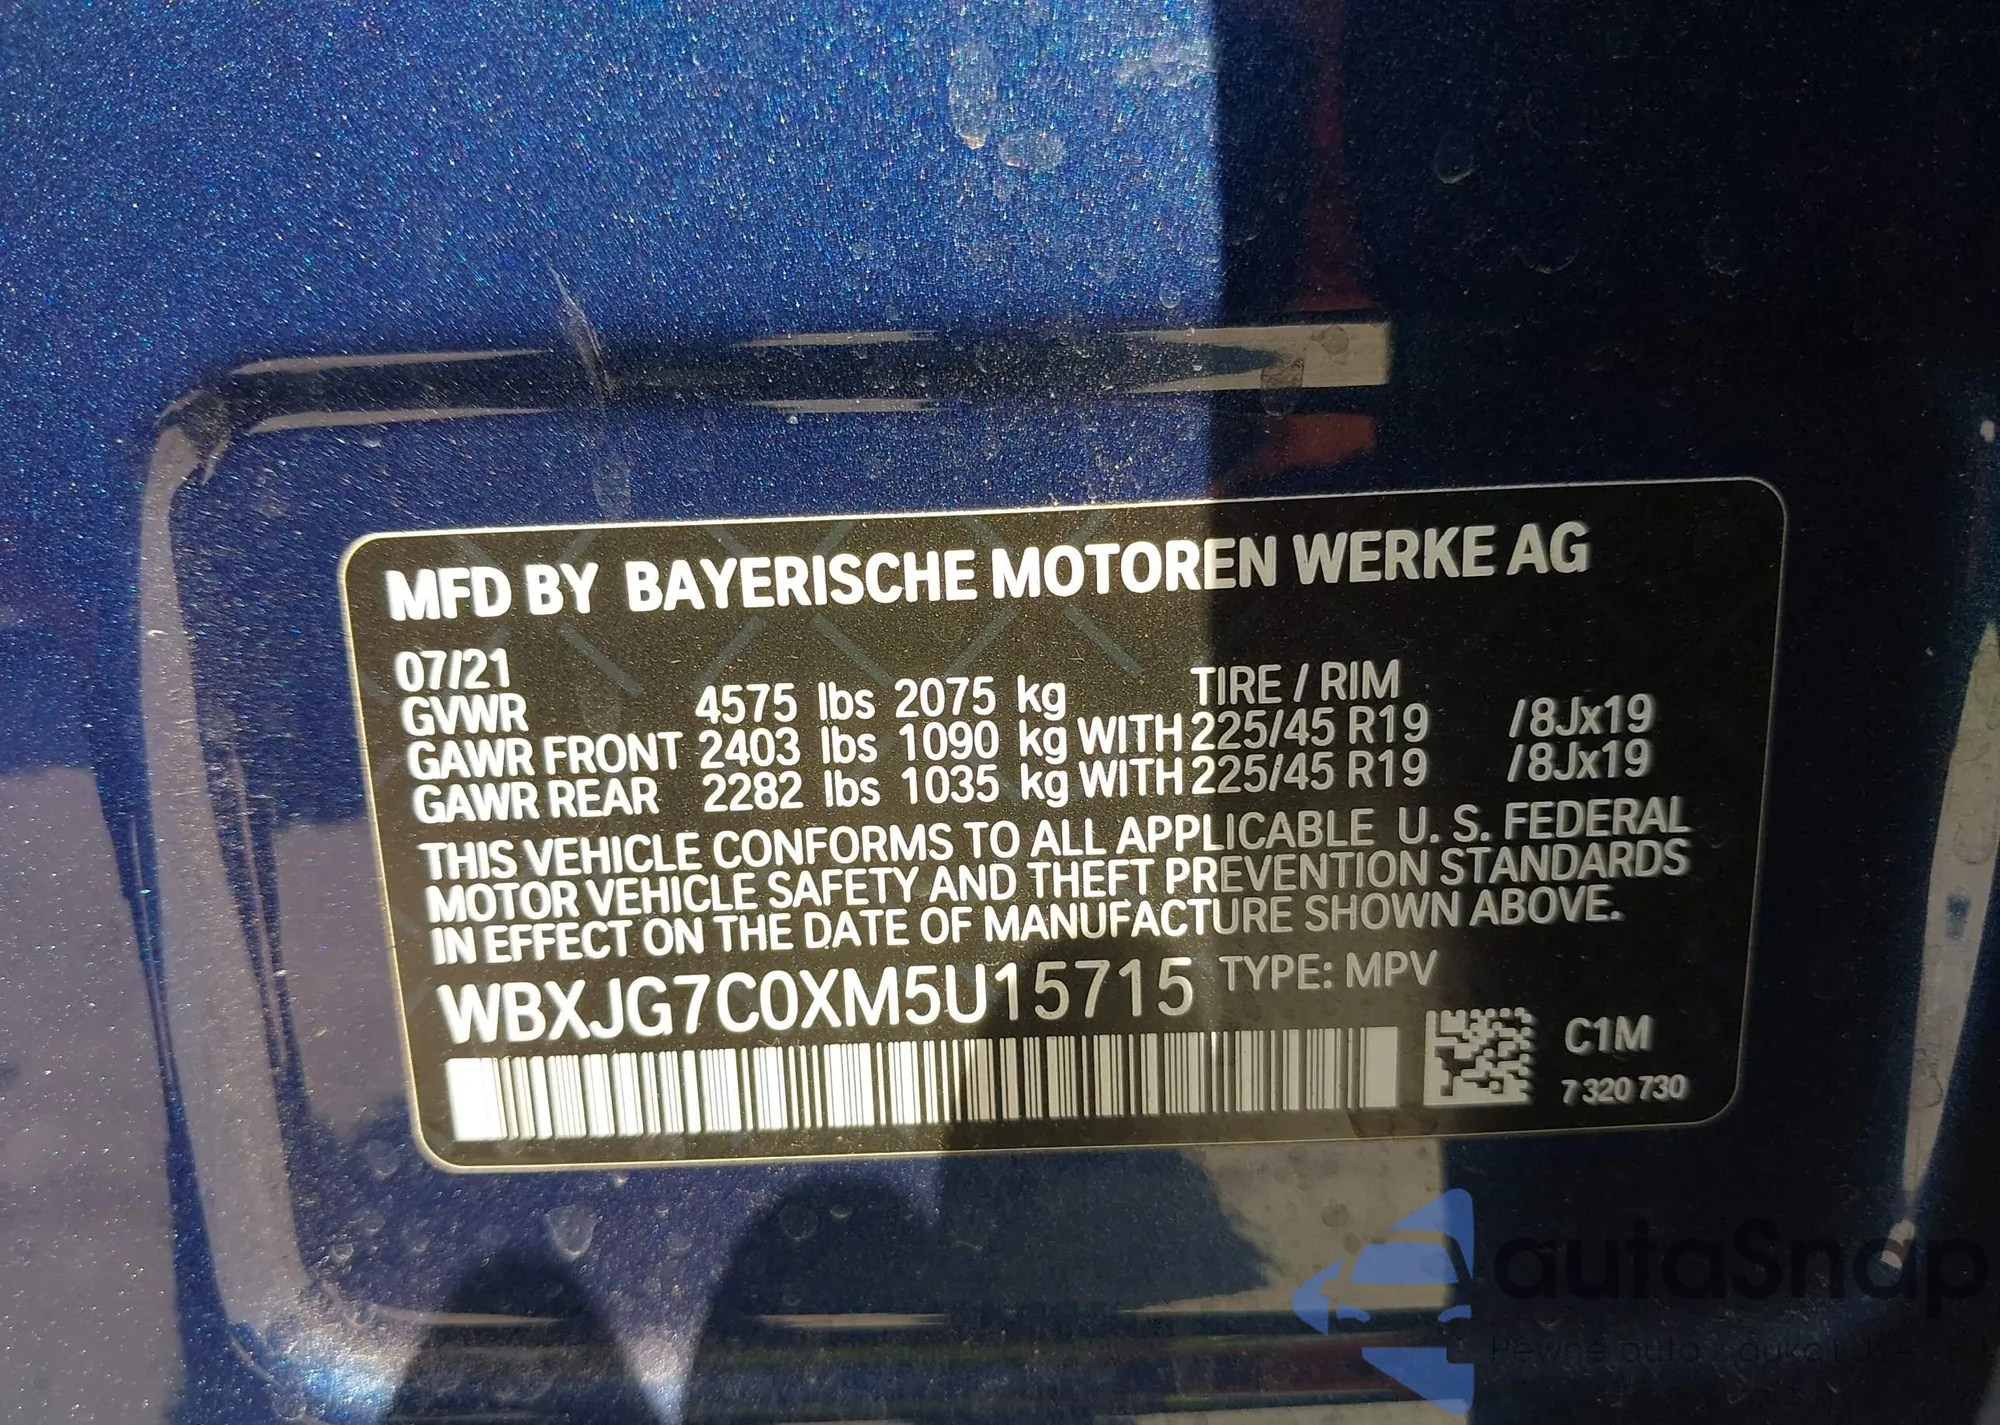 MFD BY BAYERISCHE MOTOREN WERKE AG
07/21 TIRE / RIM
GVWR 4575 lbs 2075 kg
GAWR FRONT 2403 lbs 1090 kg WITH 225/45 R19 /8Jx19
GAWR REAR 2282 lbs 1035 kg WITH 225/45 R19 /8Jx19
THIS VEHICLE CONFORMS TO ALL APPLICABLE U. S. FEDERAL
MOTOR VEHICLE SAFETY AND THEFT PREVENTION STANDARDS
IN EFFECT ON THE DATE OF MANUFACTURE SHOWN ABOVE.
WBXJG7C0XM5U15715 TYPE: MPV
C1M
7 320 730
autaSnap
Pewne auta